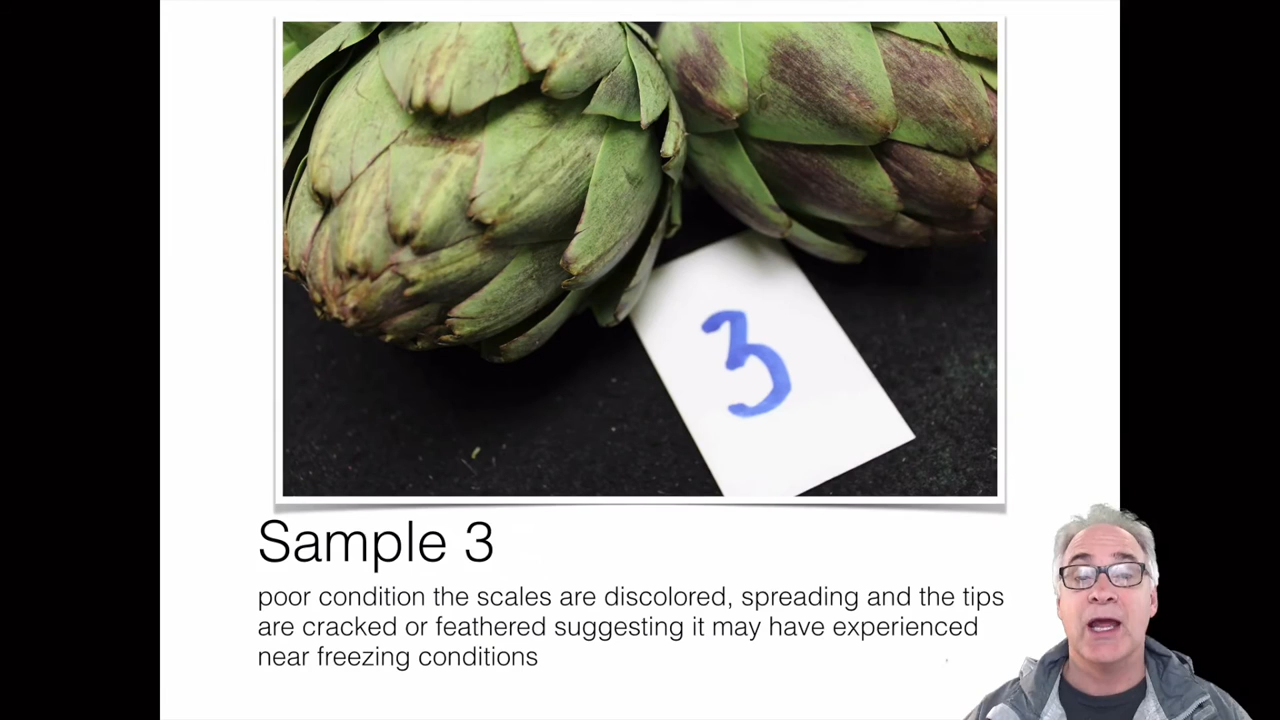 3
Sample 3
poor condition the scales are discolored, spreading and the tips
are cracked or feathered suggesting it may have experienced
near freezing conditions